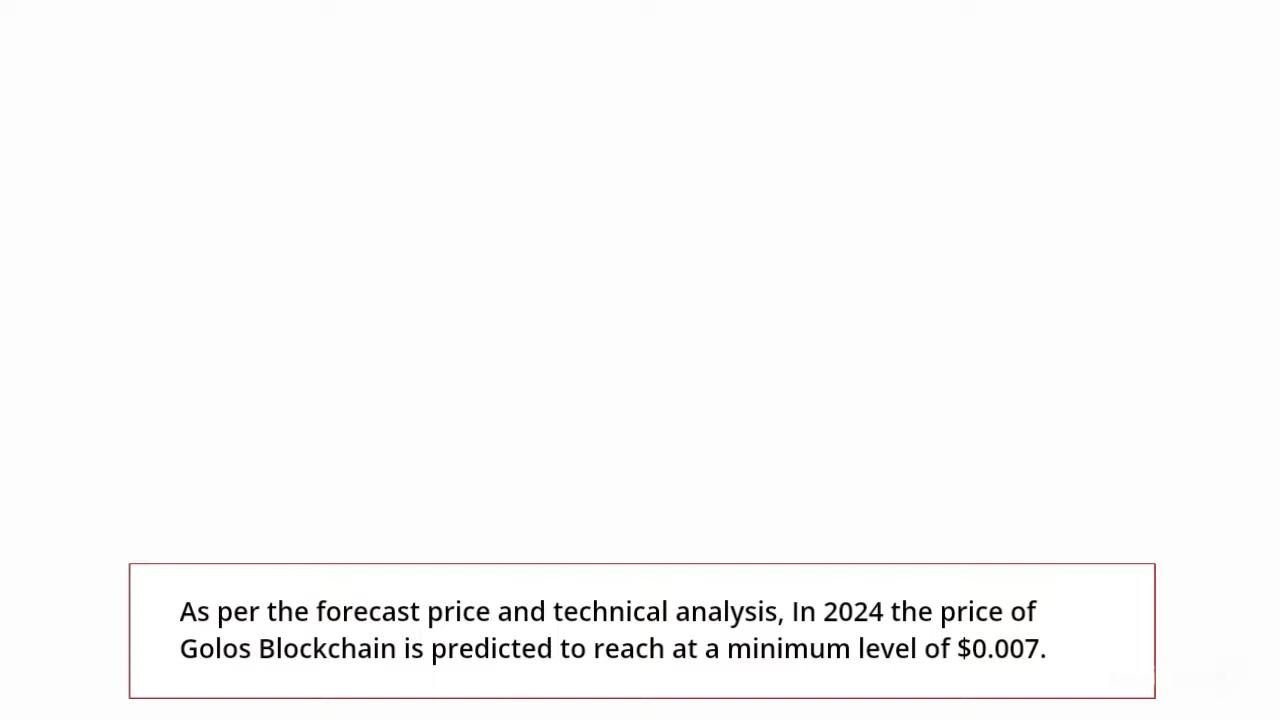 As per the forecast price and technical analysis, In 2024 the price of
Golos Blockchain is predicted to reach at a minimum level of $0.007.